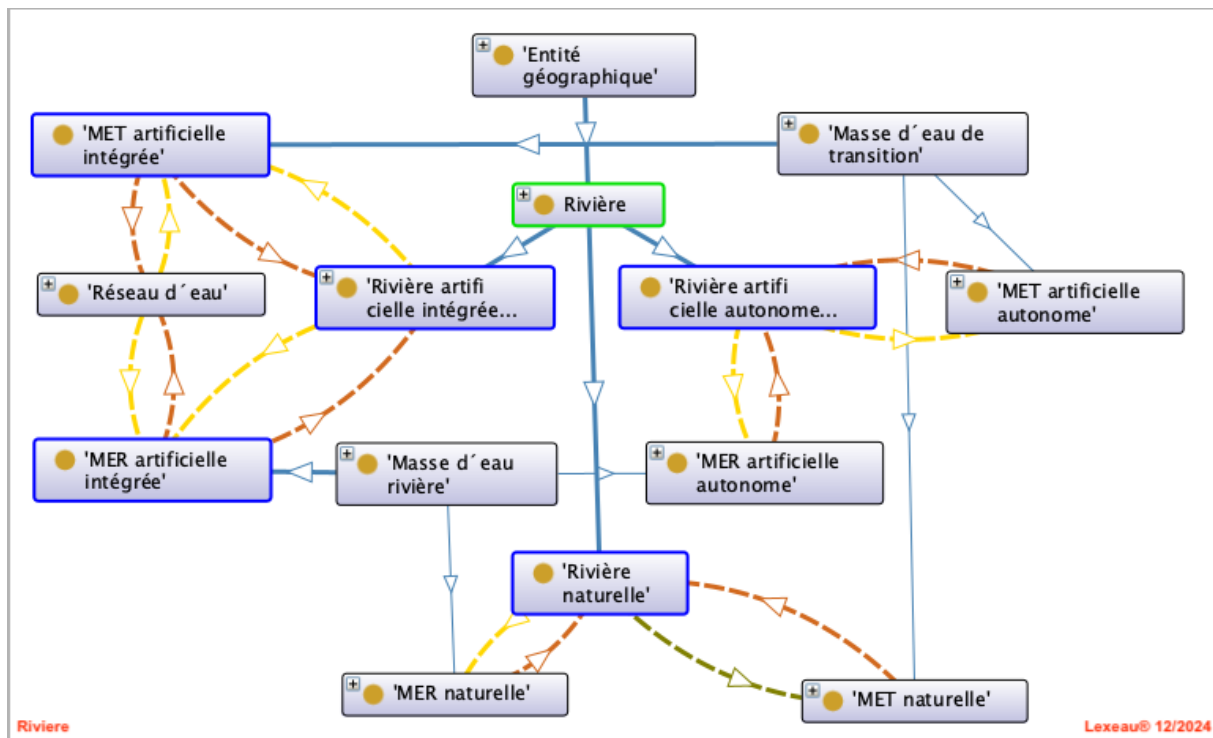 'Entité
géographique'
'MET artificielle
intégrée'
'Masse d´eau de
transition'
Rivière
'Réseau d´eau'
'Rivière artifi
cielle intégrée...
'Rivière artifi
cielle autonome...
'MET artificielle
autonome'
'MER artificielle
intégrée'
'Masse d´eau
rivière'
'MER artificielle
autonome'
'Rivière
naturelle'
'MER naturelle'
'MET naturelle'
Riviere
Lexeau® 12/2024